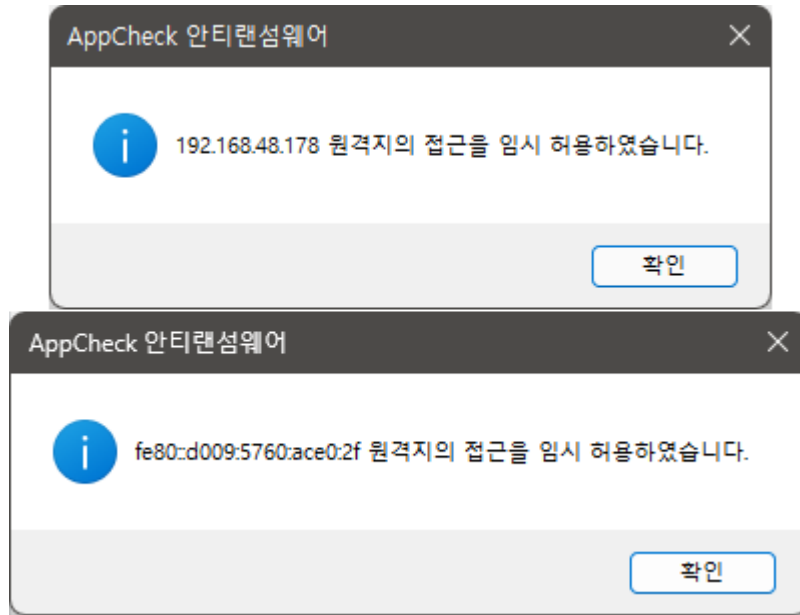 AppCheck 안티랜섬웨어
192.168.48.178 원격지의 접근을 임시 허용하였습니다.
확인
AppCheck 안티랜섬웨어
fe80::d009:5760:ace0:2f 원격지의 접근을 임시 허용하였습니다.
확인